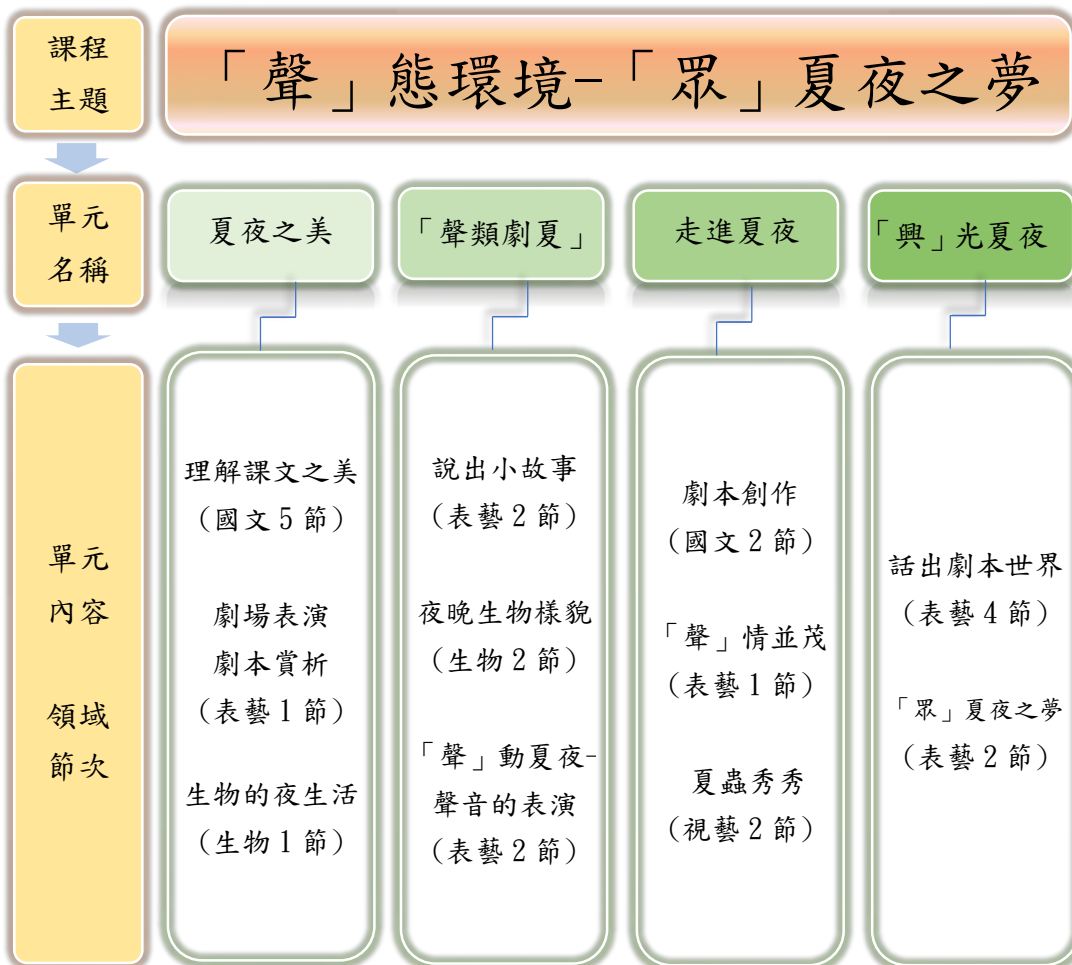 課程
主題
「聲」態環境-「眾」夏夜之夢
單元
名稱
夏夜之美
「聲類劇夏」
走進夏夜
「興」光夏夜
單元
內容
領域
節次
理解課文之美
(國文 5 節)
劇場表演
劇本賞析
(表藝 1 節)
生物的夜生活
(生物 1 節)
說出小故事
(表藝 2 節)
夜晚生物樣貌
(生物 2 節)
「聲」動夏夜-
聲音的表演
(表藝 2 節)
劇本創作
(國文 2 節)
「聲」情並茂
(表藝 1 節)
夏蟲秀秀
(視藝 2 節)
話出劇本世界
(表藝 4 節)
「眾」夏夜之夢
(表藝 2 節)